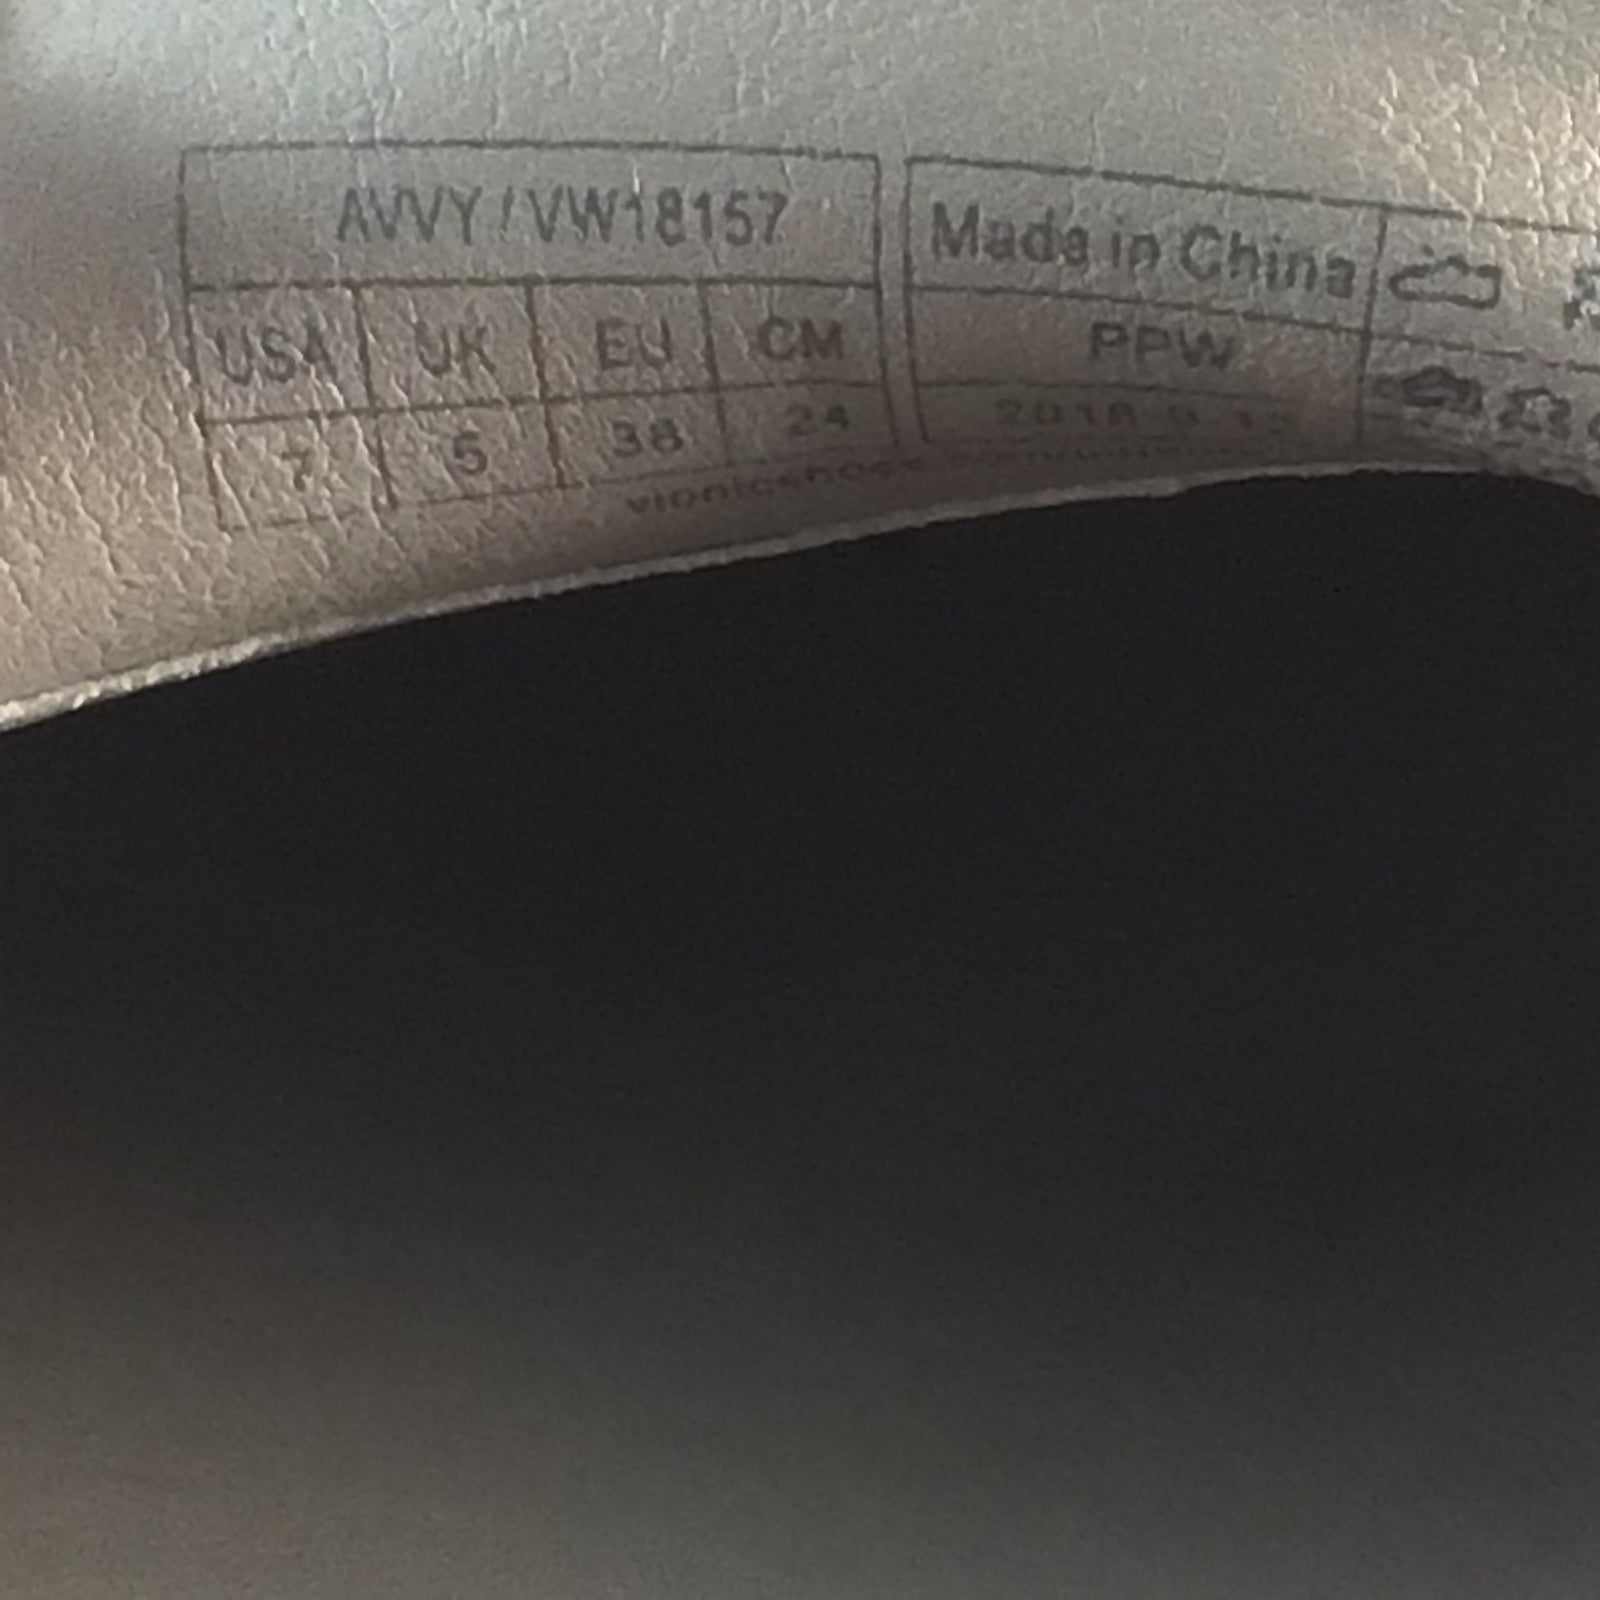 AVVY/VW18157
USA UK EU CM
7 5 38 24
Made in China
PPW